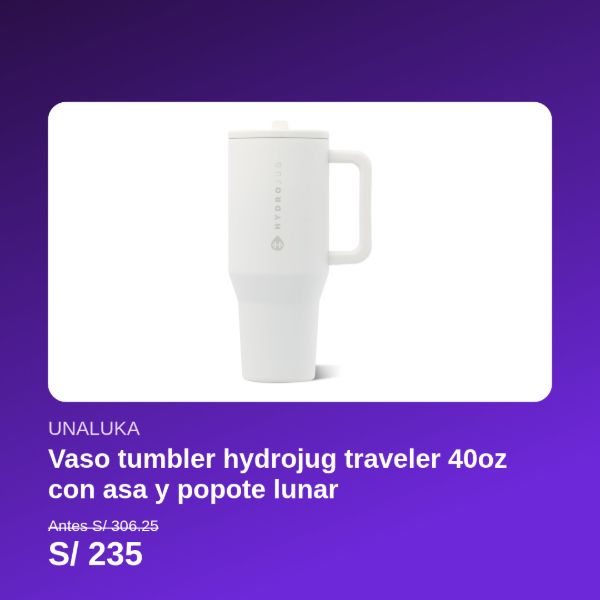 HYDROJUG
UNALUKA
Vaso tumbler hydrojug traveler 40oz
con asa y popote lunar
Antes S/ 306.25
S/ 235